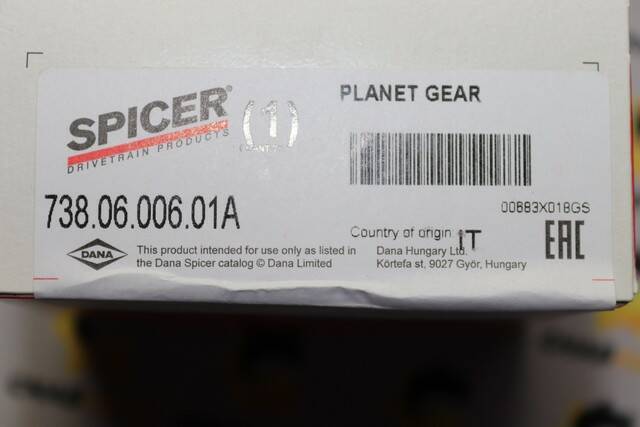 SPICER®
DRIVETRAIN PRODUCTS
(1)
PLANET GEAR
738.06.006.01A
00683X018GS
Country of origin : IT
EAC
DANA
This product intended for use only as listed in
the Dana Spicer catalog © Dana Limited
Dana Hungary Ltd.
Körtefa st, 9027 Győr, Hungary